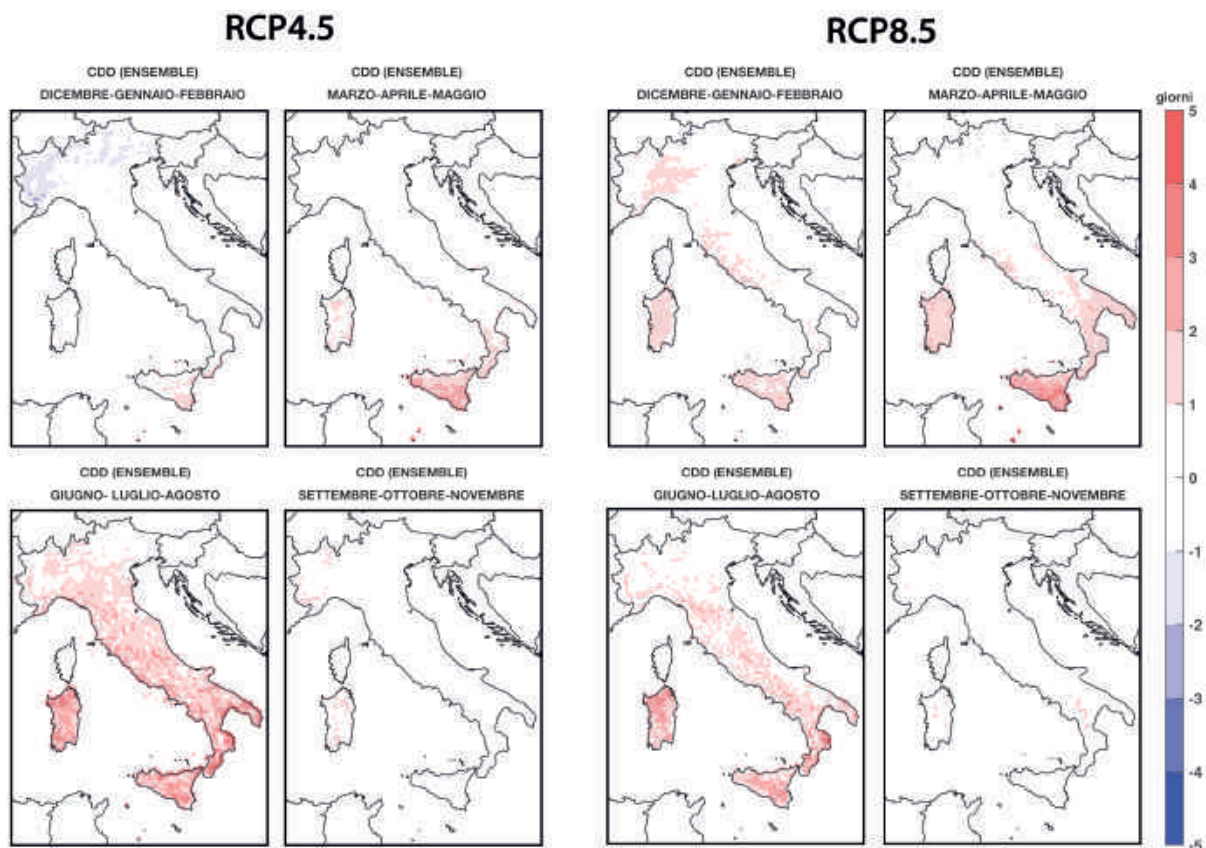 RCP4.5
RCP8.5
CDD (ENSEMBLE)
DICEMBRE-GENNAIO-FEBBRAIO
CDD (ENSEMBLE)
MARZO-APRILE-MAGGIO
CDD (ENSEMBLE)
DICEMBRE-GENNAIO-FEBBRAIO
CDD (ENSEMBLE)
MARZO-APRILE-MAGGIO
giorni
5
4
3
2
1
0
-1
-2
-3
-4
-5
CDD (ENSEMBLE)
GIUGNO- LUGLIO-AGOSTO
CDD (ENSEMBLE)
SETTEMBRE-OTTOBRE-NOVEMBRE
CDD (ENSEMBLE)
GIUGNO-LUGLIO-AGOSTO
CDD (ENSEMBLE)
SETTEMBRE-OTTOBRE-NOVEMBRE